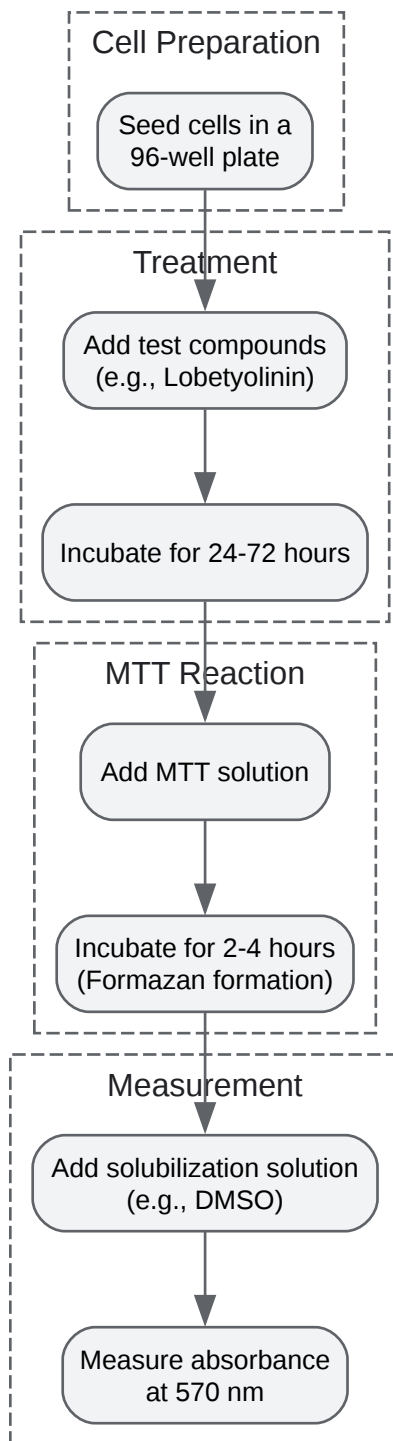 Cell Preparation
Seed cells in a
96-well plate
Treatment
Add test compounds
(e.g., Lobetyolinin)
Incubate for 24-72 hours
MTT Reaction
Add MTT solution
Incubate for 2-4 hours
(Formazan formation)
Measurement
Add solubilization solution
(e.g., DMSO)
Measure absorbance
at 570 nm